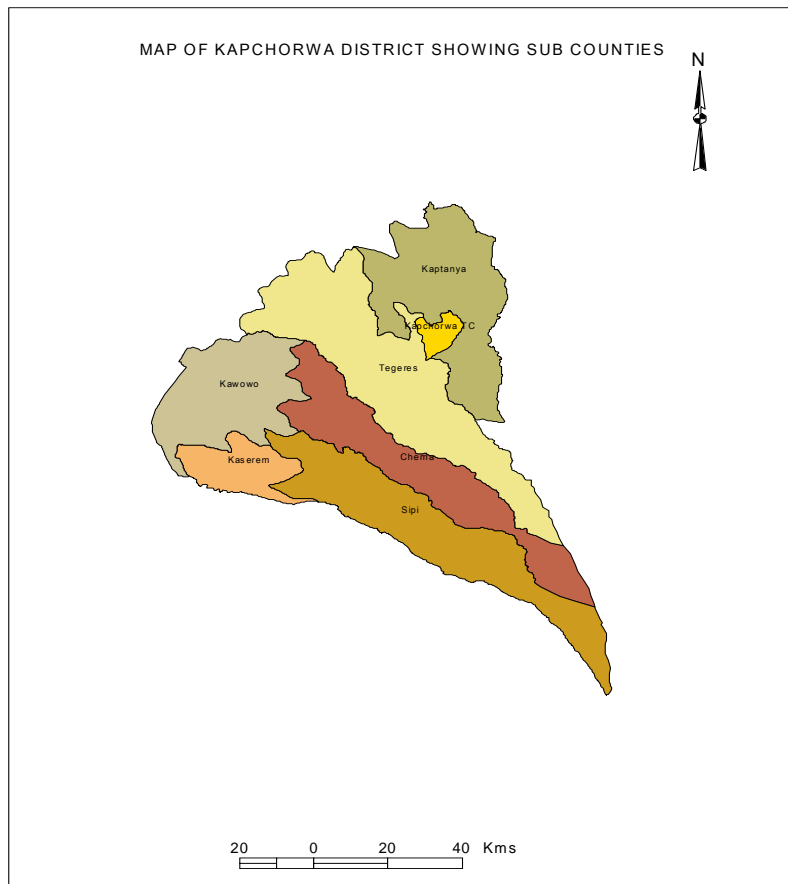 MAP OF KAPCHORWA DISTRICT SHOWING SUB COUNTIES
N
Kaptanya
Kapchorwa TC
Tegeres
Kawowo
Chema
Kaserem
Sipi
20 0 20 40 Kms